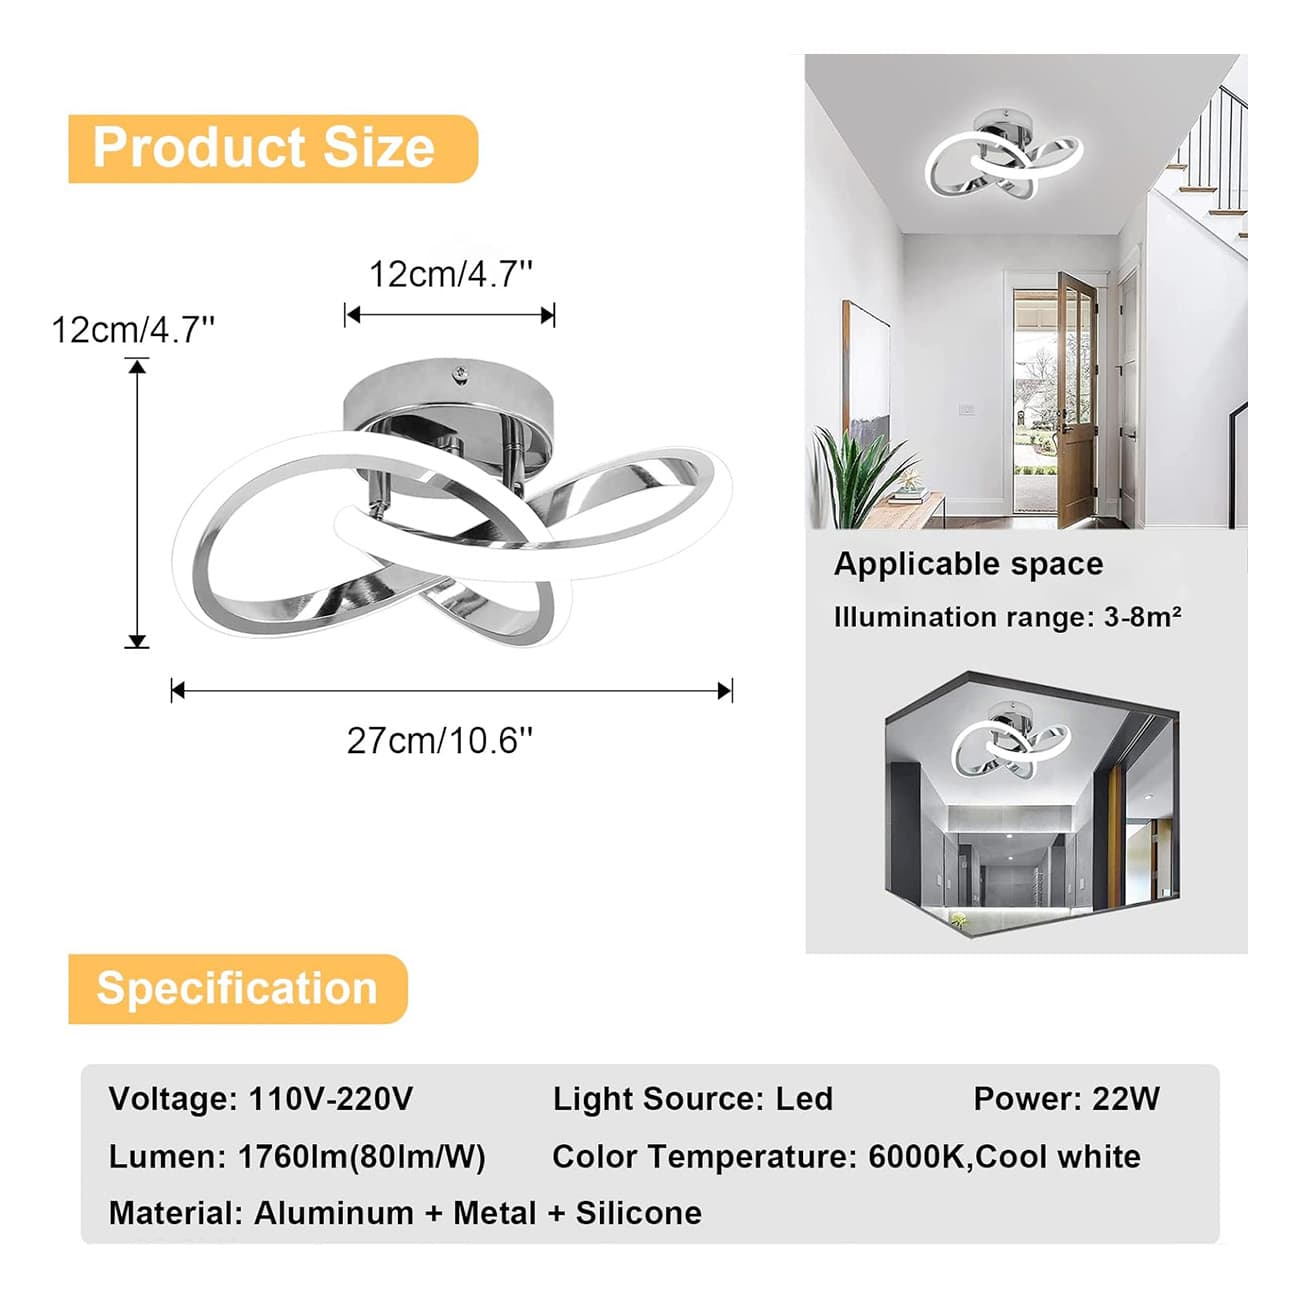 Product Size
12cm/4.7"
12cm/4.7"
27cm/10.6"
Applicable space
Illumination range: 3-8m²
Specification
Voltage: 110V-220V
Light Source: Led
Power: 22W
Lumen: 1760lm(80lm/W)
Color Temperature: 6000K,Cool white
Material: Aluminum + Metal + Silicone